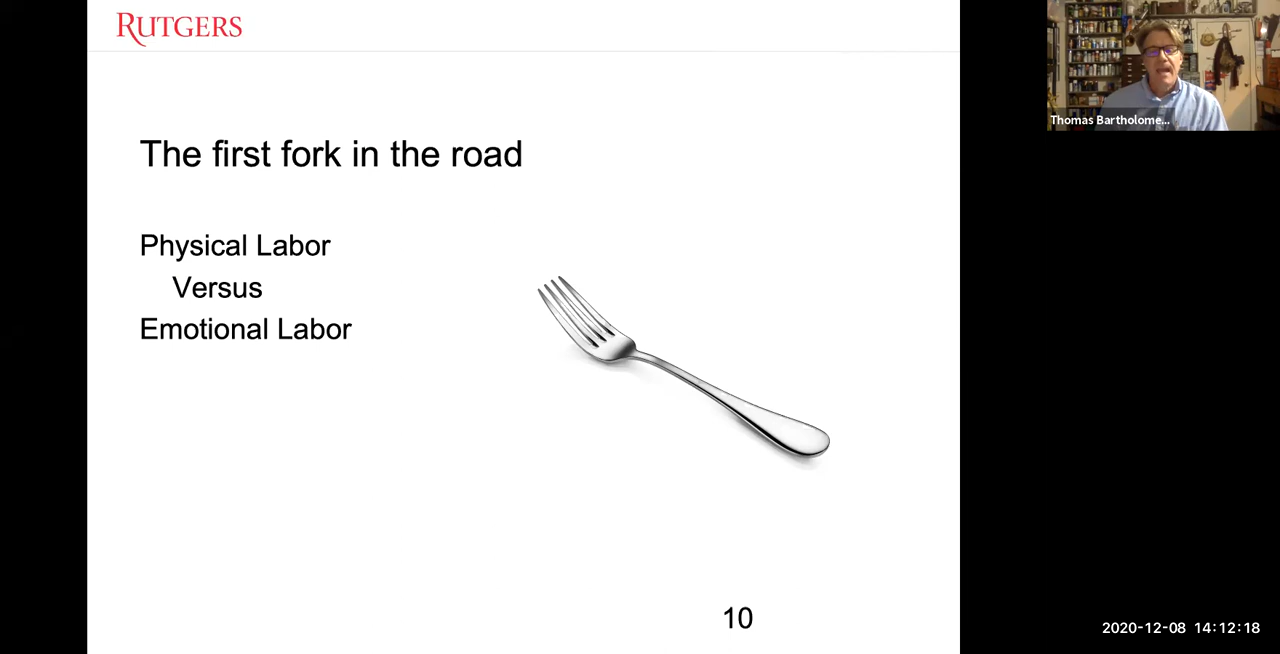 RUTGERS
The first fork in the road
Physical Labor
Versus
Emotional Labor
10
Thomas Bartholome...
2020-12-08 14:12:18